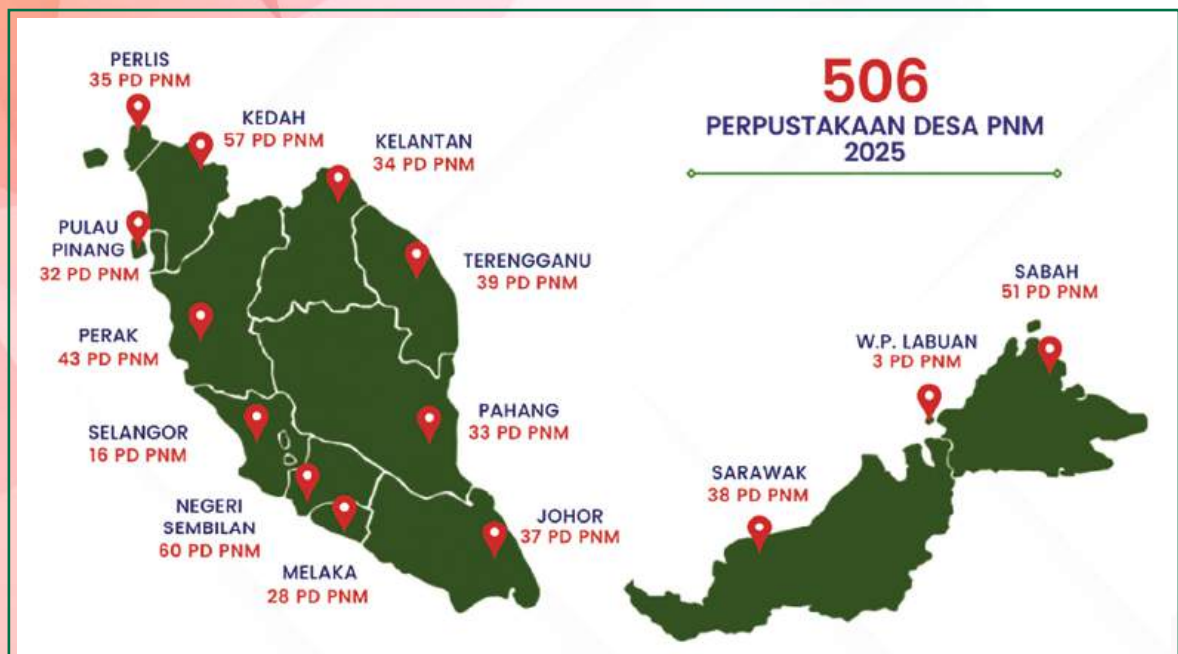 PERLIS
35 PD PNM
KEDAH
57 PD PNM
KELANTAN
34 PD PNM
PULAU
PINANG
32 PD PNM
TERENGGANU
39 PD PNM
PERAK
43 PD PNM
PAHANG
33 PD PNM
SELANGOR
16 PD PNM
NEGERI
SEMBILAN
60 PD PNM
MELAKA
28 PD PNM
JOHOR
37 PD PNM
506
PERPUSTAKAAN DESA PNM
2025
SABAH
51 PD PNM
W.P. LABUAN
3 PD PNM
SARAWAK
38 PD PNM